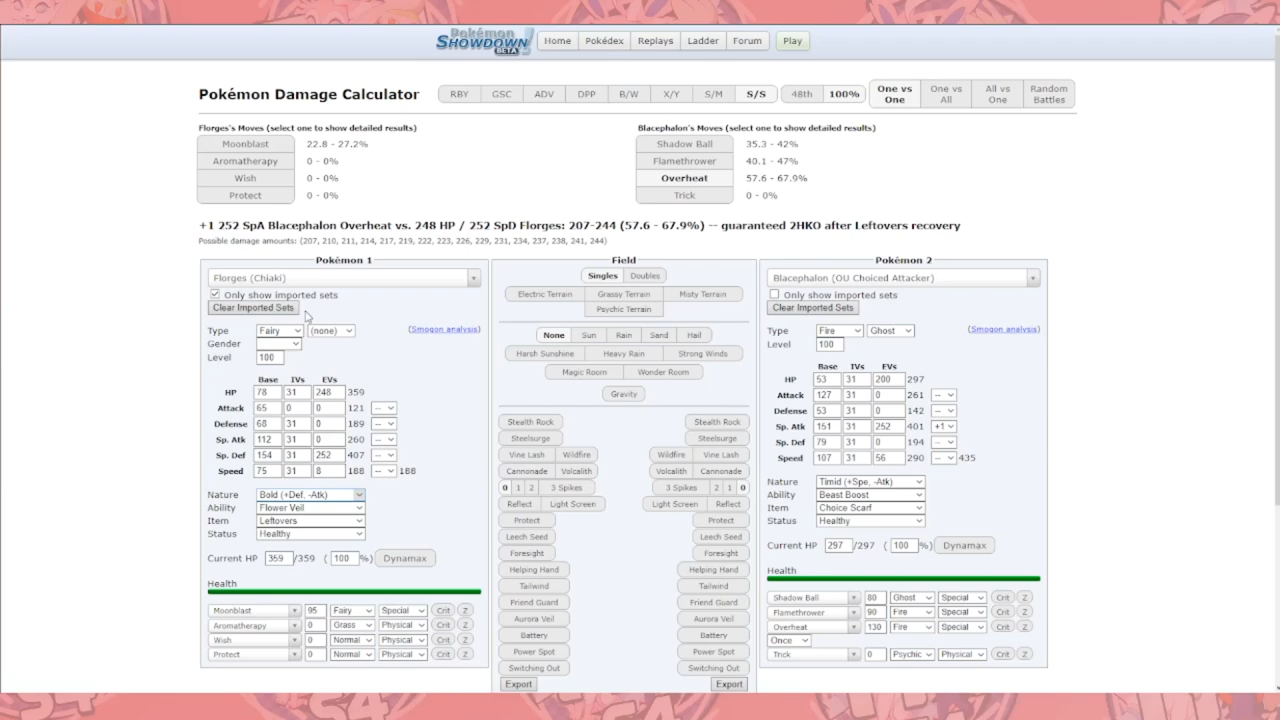 Pokémon
SHOWDOWN!
BETA
Home Pokédex Replays Ladder Forum Play
Pokémon Damage Calculator
RBY GSC ADV DPP B/W X/Y S/M S/S
48th 100%
One vs One
One vs All
All vs One
Random Battles
Florges's Moves (select one to show detailed results)
Moonblast 22.8 - 27.2%
Aromatherapy 0 - 0%
Wish 0 - 0%
Protect 0 - 0%
Blacephalon's Moves (select one to show detailed results)
Shadow Ball 35.3 - 42%
Flamethrower 40.1 - 47%
Overheat 57.6 - 67.9%
Trick 0 - 0%
+1 252 SpA Blacephalon Overheat vs. 248 HP / 252 SpD Florges: 207-244 (57.6 - 67.9%) -- guaranteed 2HKO after Leftovers recovery
Possible damage amounts: (207, 210, 211, 214, 217, 219, 222, 223, 226, 229, 231, 234, 237, 238, 241, 244)
Pokémon 1
Florges (Chiaki)
Only show imported sets
Clear Imported Sets
Type Fairy (none) (Smogon analysis)
Gender
Level 100
Base IVs EVs
HP 78 31 248 359
Attack 65 0 0 121 --
Defense 68 31 0 189 --
Sp. Atk 112 31 0 260 --
Sp. Def 154 31 252 407 --
Speed 75 31 8 188 -- 188
Nature Bold (+Def, -Atk)
Ability Flower Veil
Item Leftovers
Status Healthy
Current HP 359 /359 ( 100 %) Dynamax
Health
Moonblast 95 Fairy Special Crit Z
Aromatherapy 0 Grass Physical Crit Z
Wish 0 Normal Physical Crit Z
Protect 0 Normal Physical Crit Z
Field
Singles Doubles
Electric Terrain Grassy Terrain Misty Terrain
Psychic Terrain
None Sun Rain Sand Hail
Harsh Sunshine Heavy Rain Strong Winds
Magic Room Wonder Room
Gravity
Stealth Rock Stealth Rock
Steelsurge Steelsurge
Vine Lash Wildfire Wildfire Vine Lash
Cannonade Volcalith Volcalith Cannonade
0 1 2 3 Spikes 3 Spikes 2 1 0
Reflect Light Screen Light Screen Reflect
Protect Protect
Leech Seed Leech Seed
Foresight Foresight
Helping Hand Helping Hand
Tailwind Tailwind
Friend Guard Friend Guard
Aurora Veil Aurora Veil
Battery Battery
Power Spot Power Spot
Switching Out Switching Out
Export Export
Pokémon 2
Blacephalon (OU Choiced Attacker)
Only show imported sets
Clear Imported Sets
Type Fire Ghost (Smogon analysis)
Level 100
Base IVs EVs
HP 53 31 200 297
Attack 127 31 0 261 --
Defense 53 31 0 142 --
Sp. Atk 151 31 252 401 +1
Sp. Def 79 31 0 194 --
Speed 107 31 56 290 -- 435
Nature Timid (+Spe, -Atk)
Ability Beast Boost
Item Choice Scarf
Status Healthy
Current HP 297 /297 ( 100 %) Dynamax
Health
Shadow Ball 80 Ghost Special Crit Z
Flamethrower 90 Fire Special Crit Z
Overheat 130 Fire Special Crit Z
Once
Trick 0 Psychic Physical Crit Z